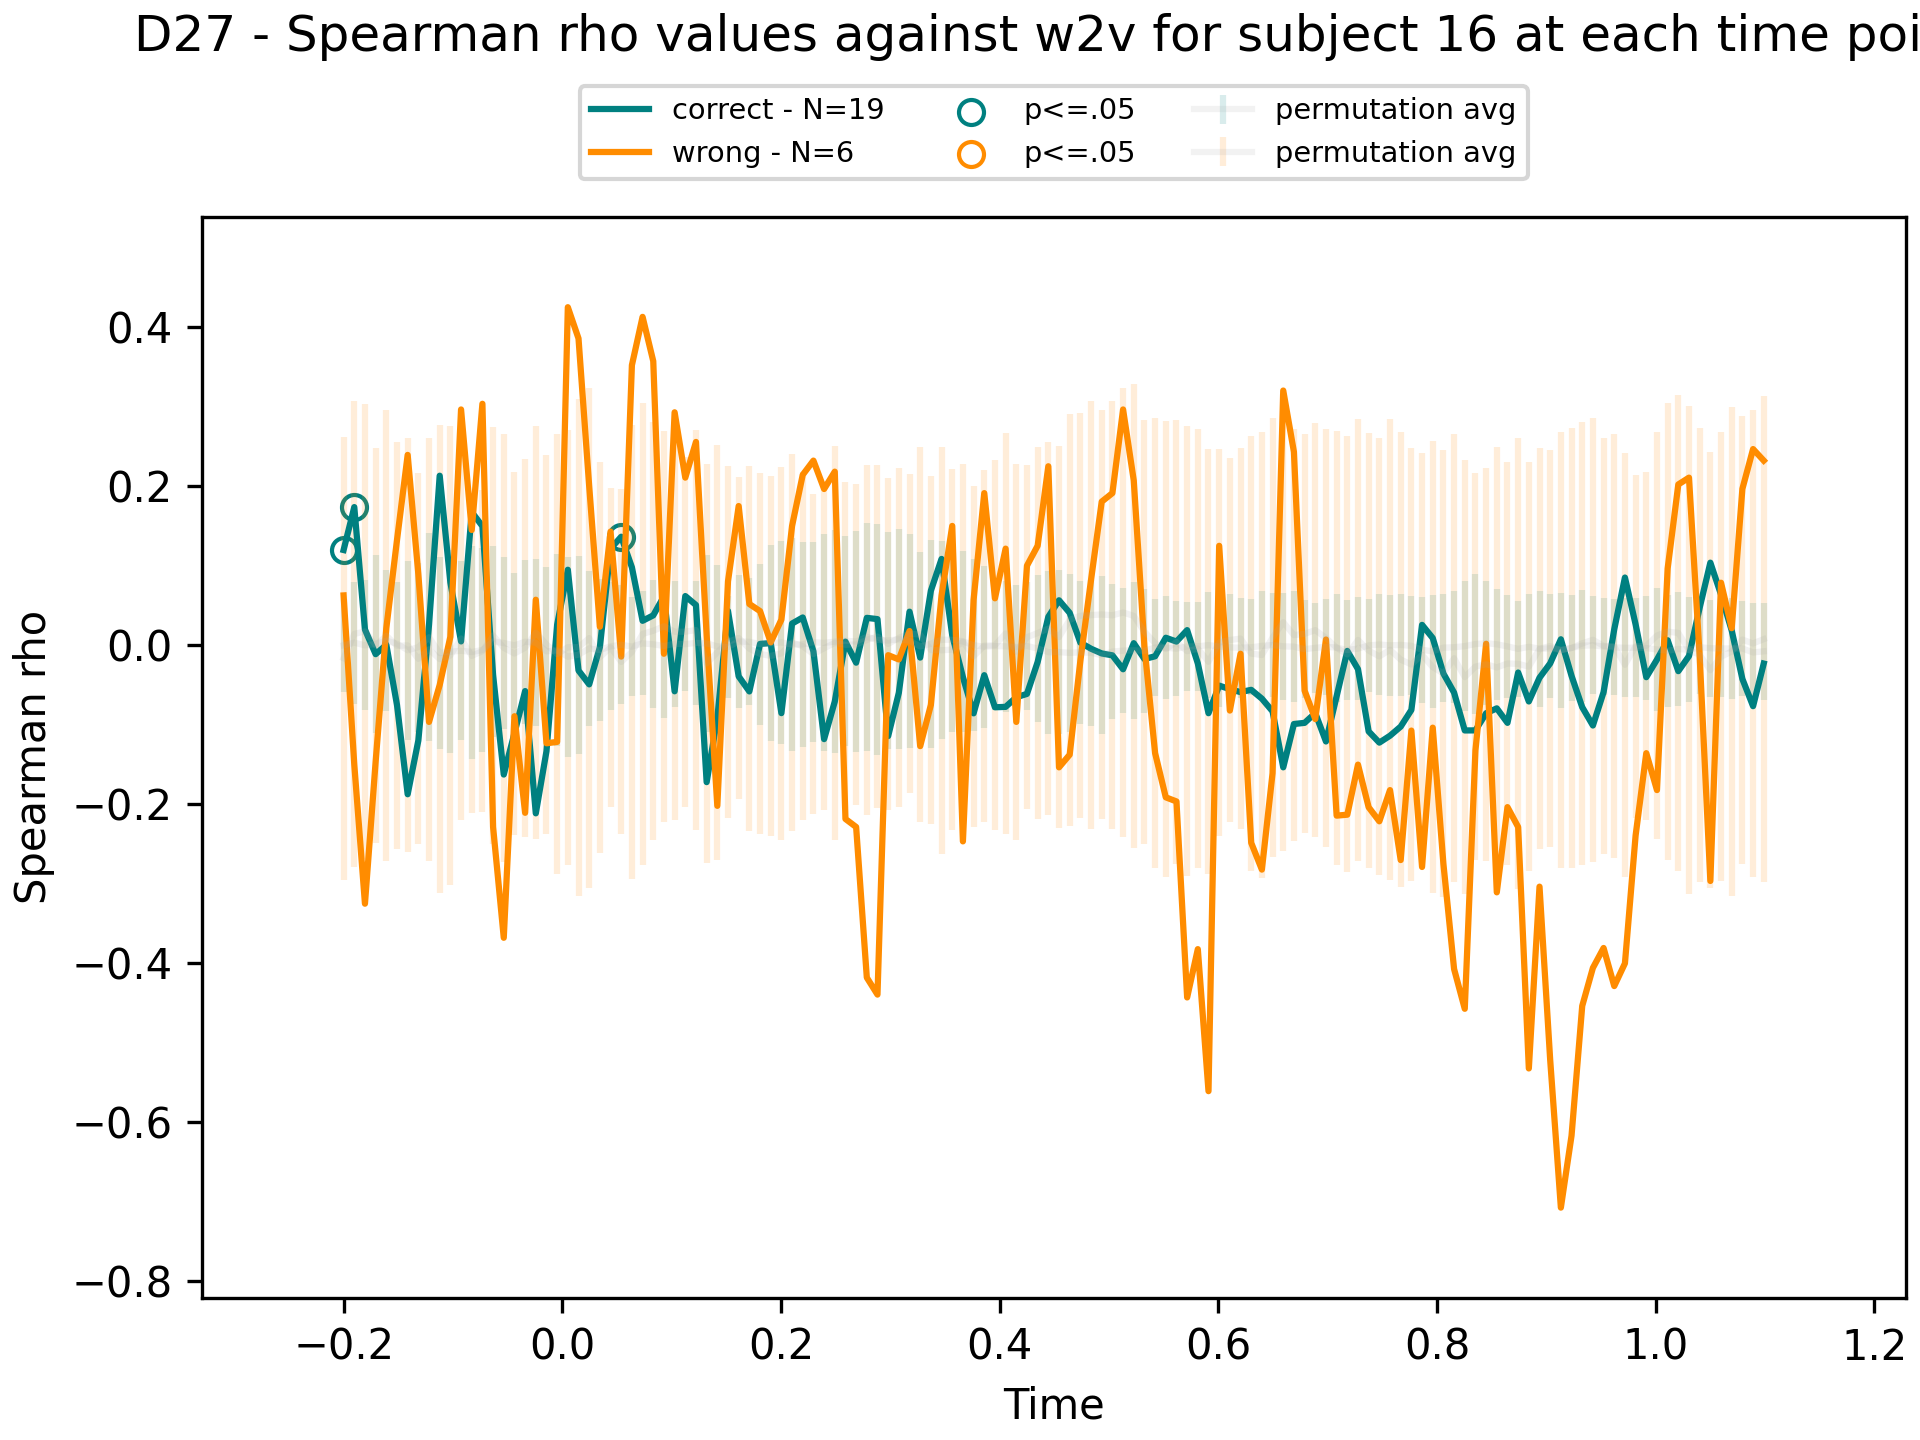 D27 - Spearman rho values against w2v for subject 16 at each time poi
correct - N=19 p<=.05 permutation avg
wrong - N=6 p<=.05 permutation avg
0.4
0.2
0.0
−0.2
−0.4
−0.6
−0.8
Spearman rho
−0.2 0.0 0.2 0.4 0.6 0.8 1.0 1.2
Time